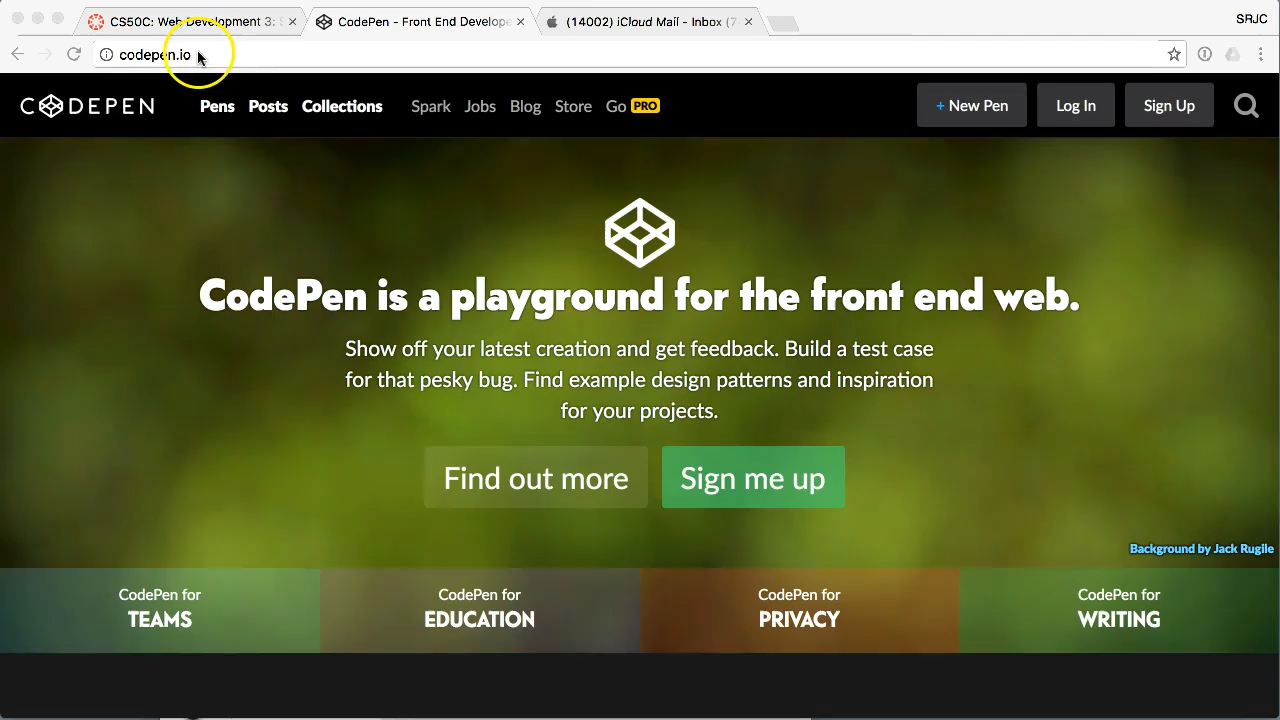 CS50C: Web Development 3: S
CodePen - Front End Develope
(14002) iCloud Mail - Inbox (7
SRJC
codepen.io
CODEPEN
Pens Posts Collections Spark Jobs Blog Store Go PRO
+ New Pen
Log In
Sign Up
CodePen is a playground for the front end web.
Show off your latest creation and get feedback. Build a test case
for that pesky bug. Find example design patterns and inspiration
for your projects.
Find out more
Sign me up
Background by Jack Rugile
CodePen for
TEAMS
CodePen for
EDUCATION
CodePen for
PRIVACY
CodePen for
WRITING